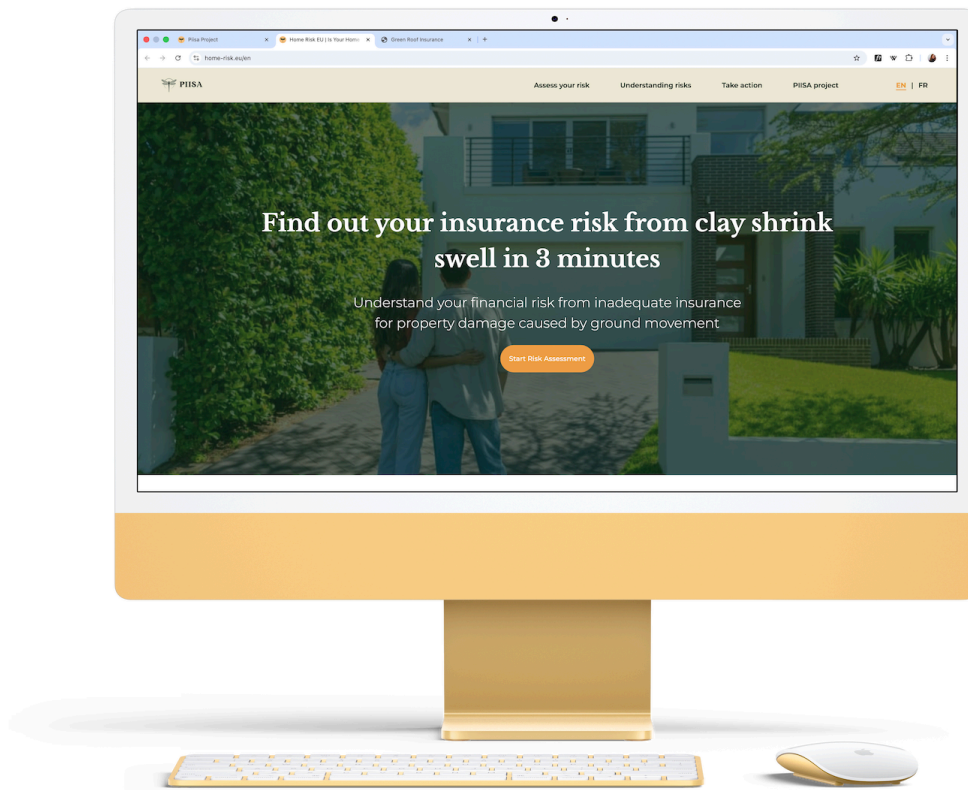 Piisa Project
Home Risk EU | Is Your Home
Green Roof Insurance
home-risk.eu/en
PIISA
Assess your risk
Understanding risks
Take action
PIISA project
EN | FR
Find out your insurance risk from clay shrink
swell in 3 minutes
Understand your financial risk from inadequate insurance
for property damage caused by ground movement
Start Risk Assessment